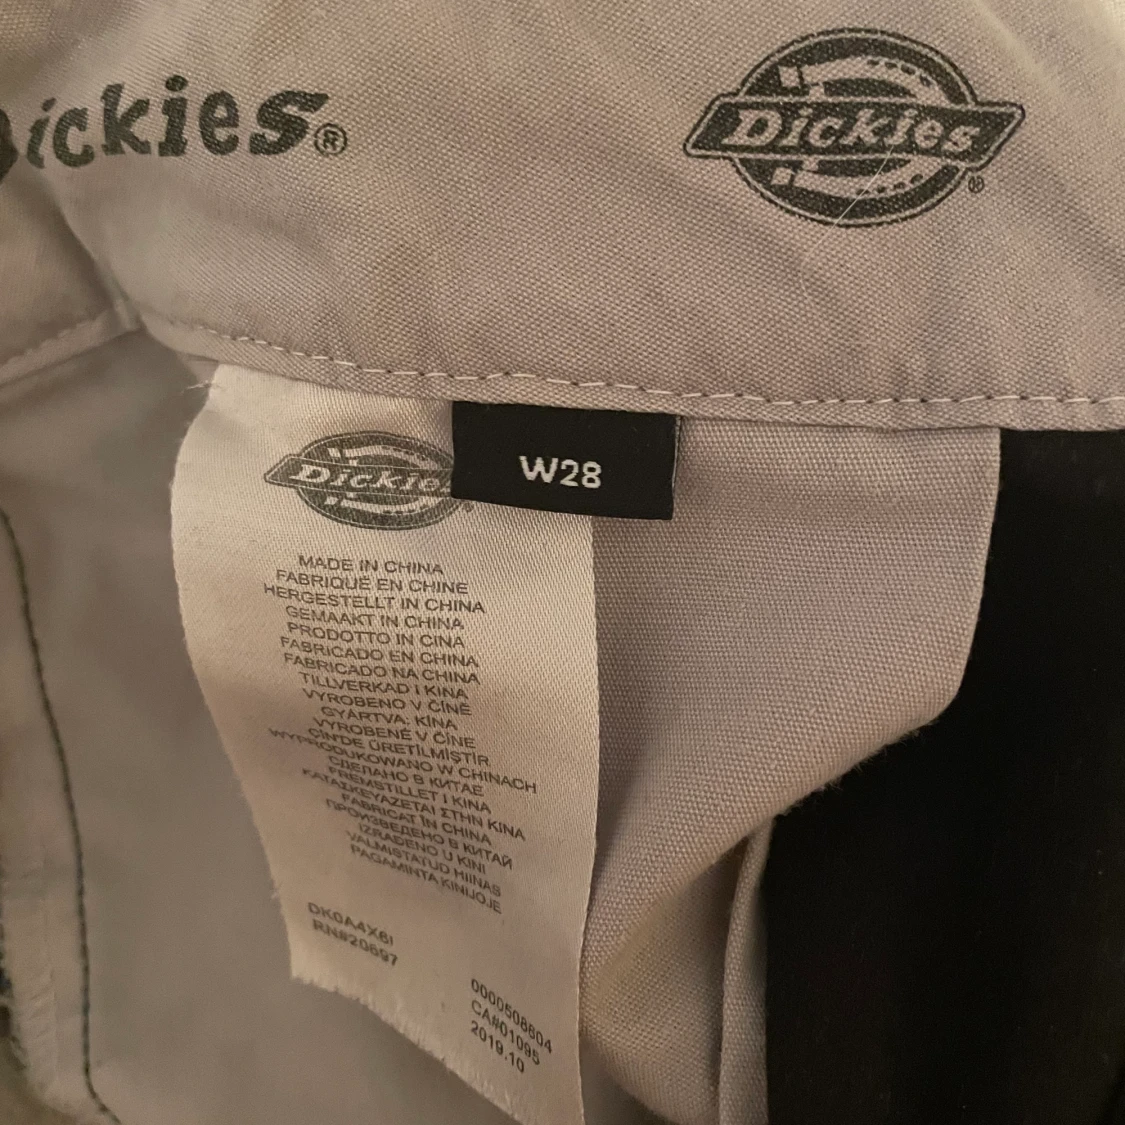 Dickies®
Dickies®
Dickies
W28
MADE IN CHINA
FABRIQUÉ EN CHINE
HERGESTELLT IN CHINA
GEMAAKT IN CHINA
PRODOTTO IN CINA
FABRICADO EN CHINA
FABRICADO NA CHINA
TILLVERKAD I KINA
VYROBENO V ČÍNĚ
GYÁRTVA: KÍNA
VYROBENÉ V ČÍNE
ÇİN'DE ÜRETİLMİŞTİR
WYPRODUKOWANO W CHINACH
СДЕЛАНО В КИТАЕ
FREMSTILLET I KINA
ΚΑΤΑΣΚΕΥΑΖΕΤΑΙ ΣΤΗΝ ΚΙΝΑ
FABRICAT ÎN CHINA
ПРОИЗВЕДЕНО В КИТАЙ
IZRAĐENO U KINI
VALMISTATUD HIINAS
PAGAMINTA KINIJOJE
DK0A4X6I
RN#20697
0000508804
CA#01095
2019.10